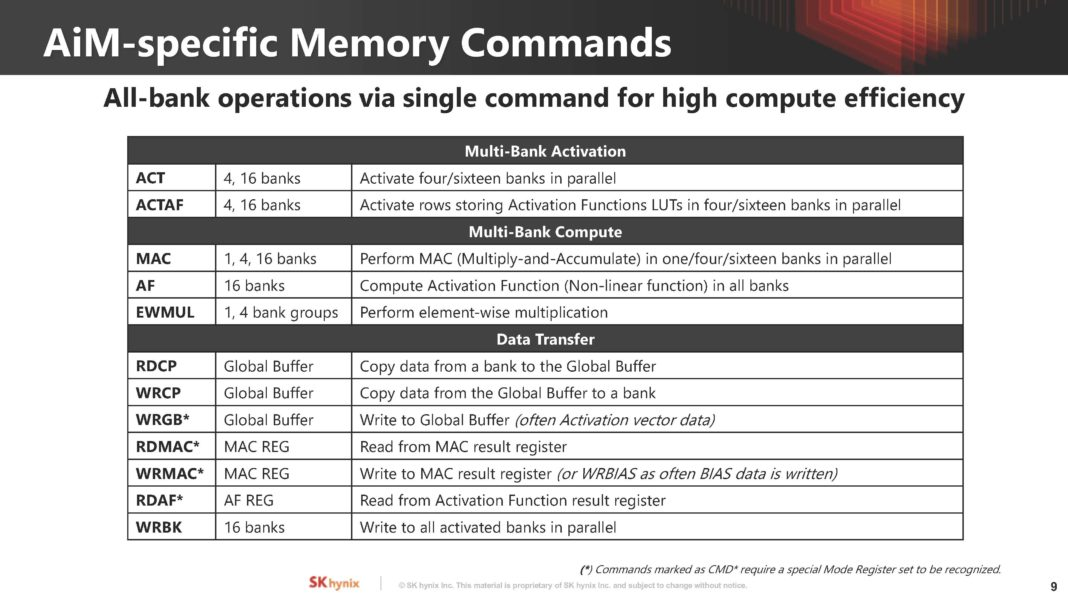 AiM-specific Memory Commands
All-bank operations via single command for high compute efficiency
Multi-Bank Activation
ACT 4, 16 banks Activate four/sixteen banks in parallel
ACTAF 4, 16 banks Activate rows storing Activation Functions LUTs in four/sixteen banks in parallel
Multi-Bank Compute
MAC 1, 4, 16 banks Perform MAC (Multiply-and-Accumulate) in one/four/sixteen banks in parallel
AF 16 banks Compute Activation Function (Non-linear function) in all banks
EWMUL 1, 4 bank groups Perform element-wise multiplication
Data Transfer
RDCP Global Buffer Copy data from a bank to the Global Buffer
WRCP Global Buffer Copy data from the Global Buffer to a bank
WRGB* Global Buffer Write to Global Buffer (often Activation vector data)
RDMAC* MAC REG Read from MAC result register
WRMAC* MAC REG Write to MAC result register (or WRBIAS as often BIAS data is written)
RDAF* AF REG Read from Activation Function result register
WRBK 16 banks Write to all activated banks in parallel
(*) Commands marked as CMD* require a special Mode Register set to be recognized.
SK hynix © SK hynix Inc. This material is proprietary of SK hynix Inc. and subject to change without notice.
9